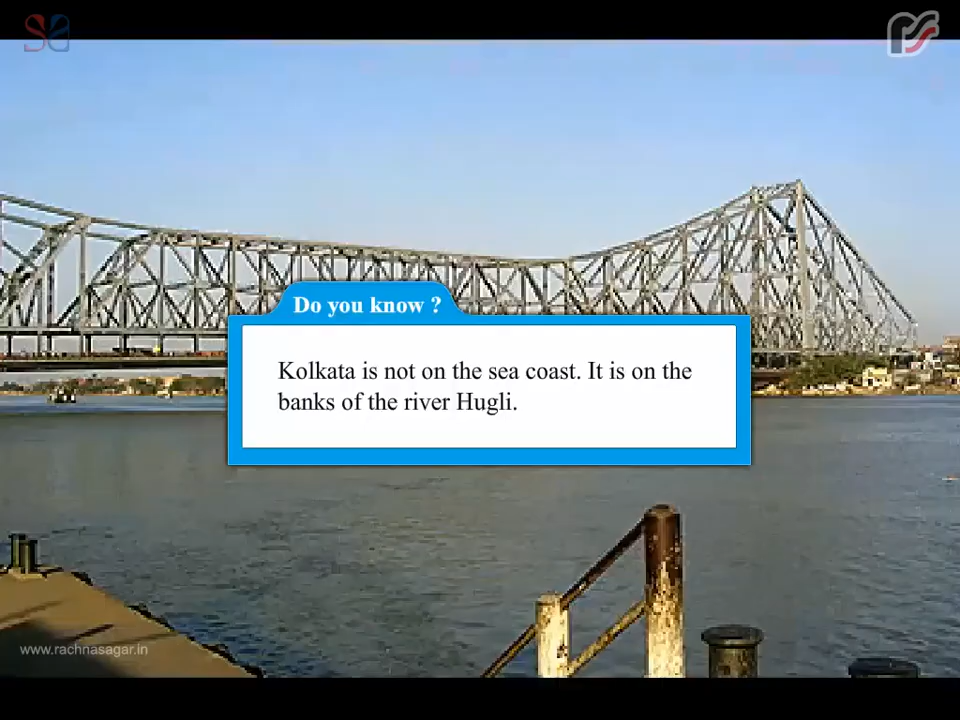 Do you know ?
Kolkata is not on the sea coast. It is on the
banks of the river Hugli.
www.rachnasagar.in